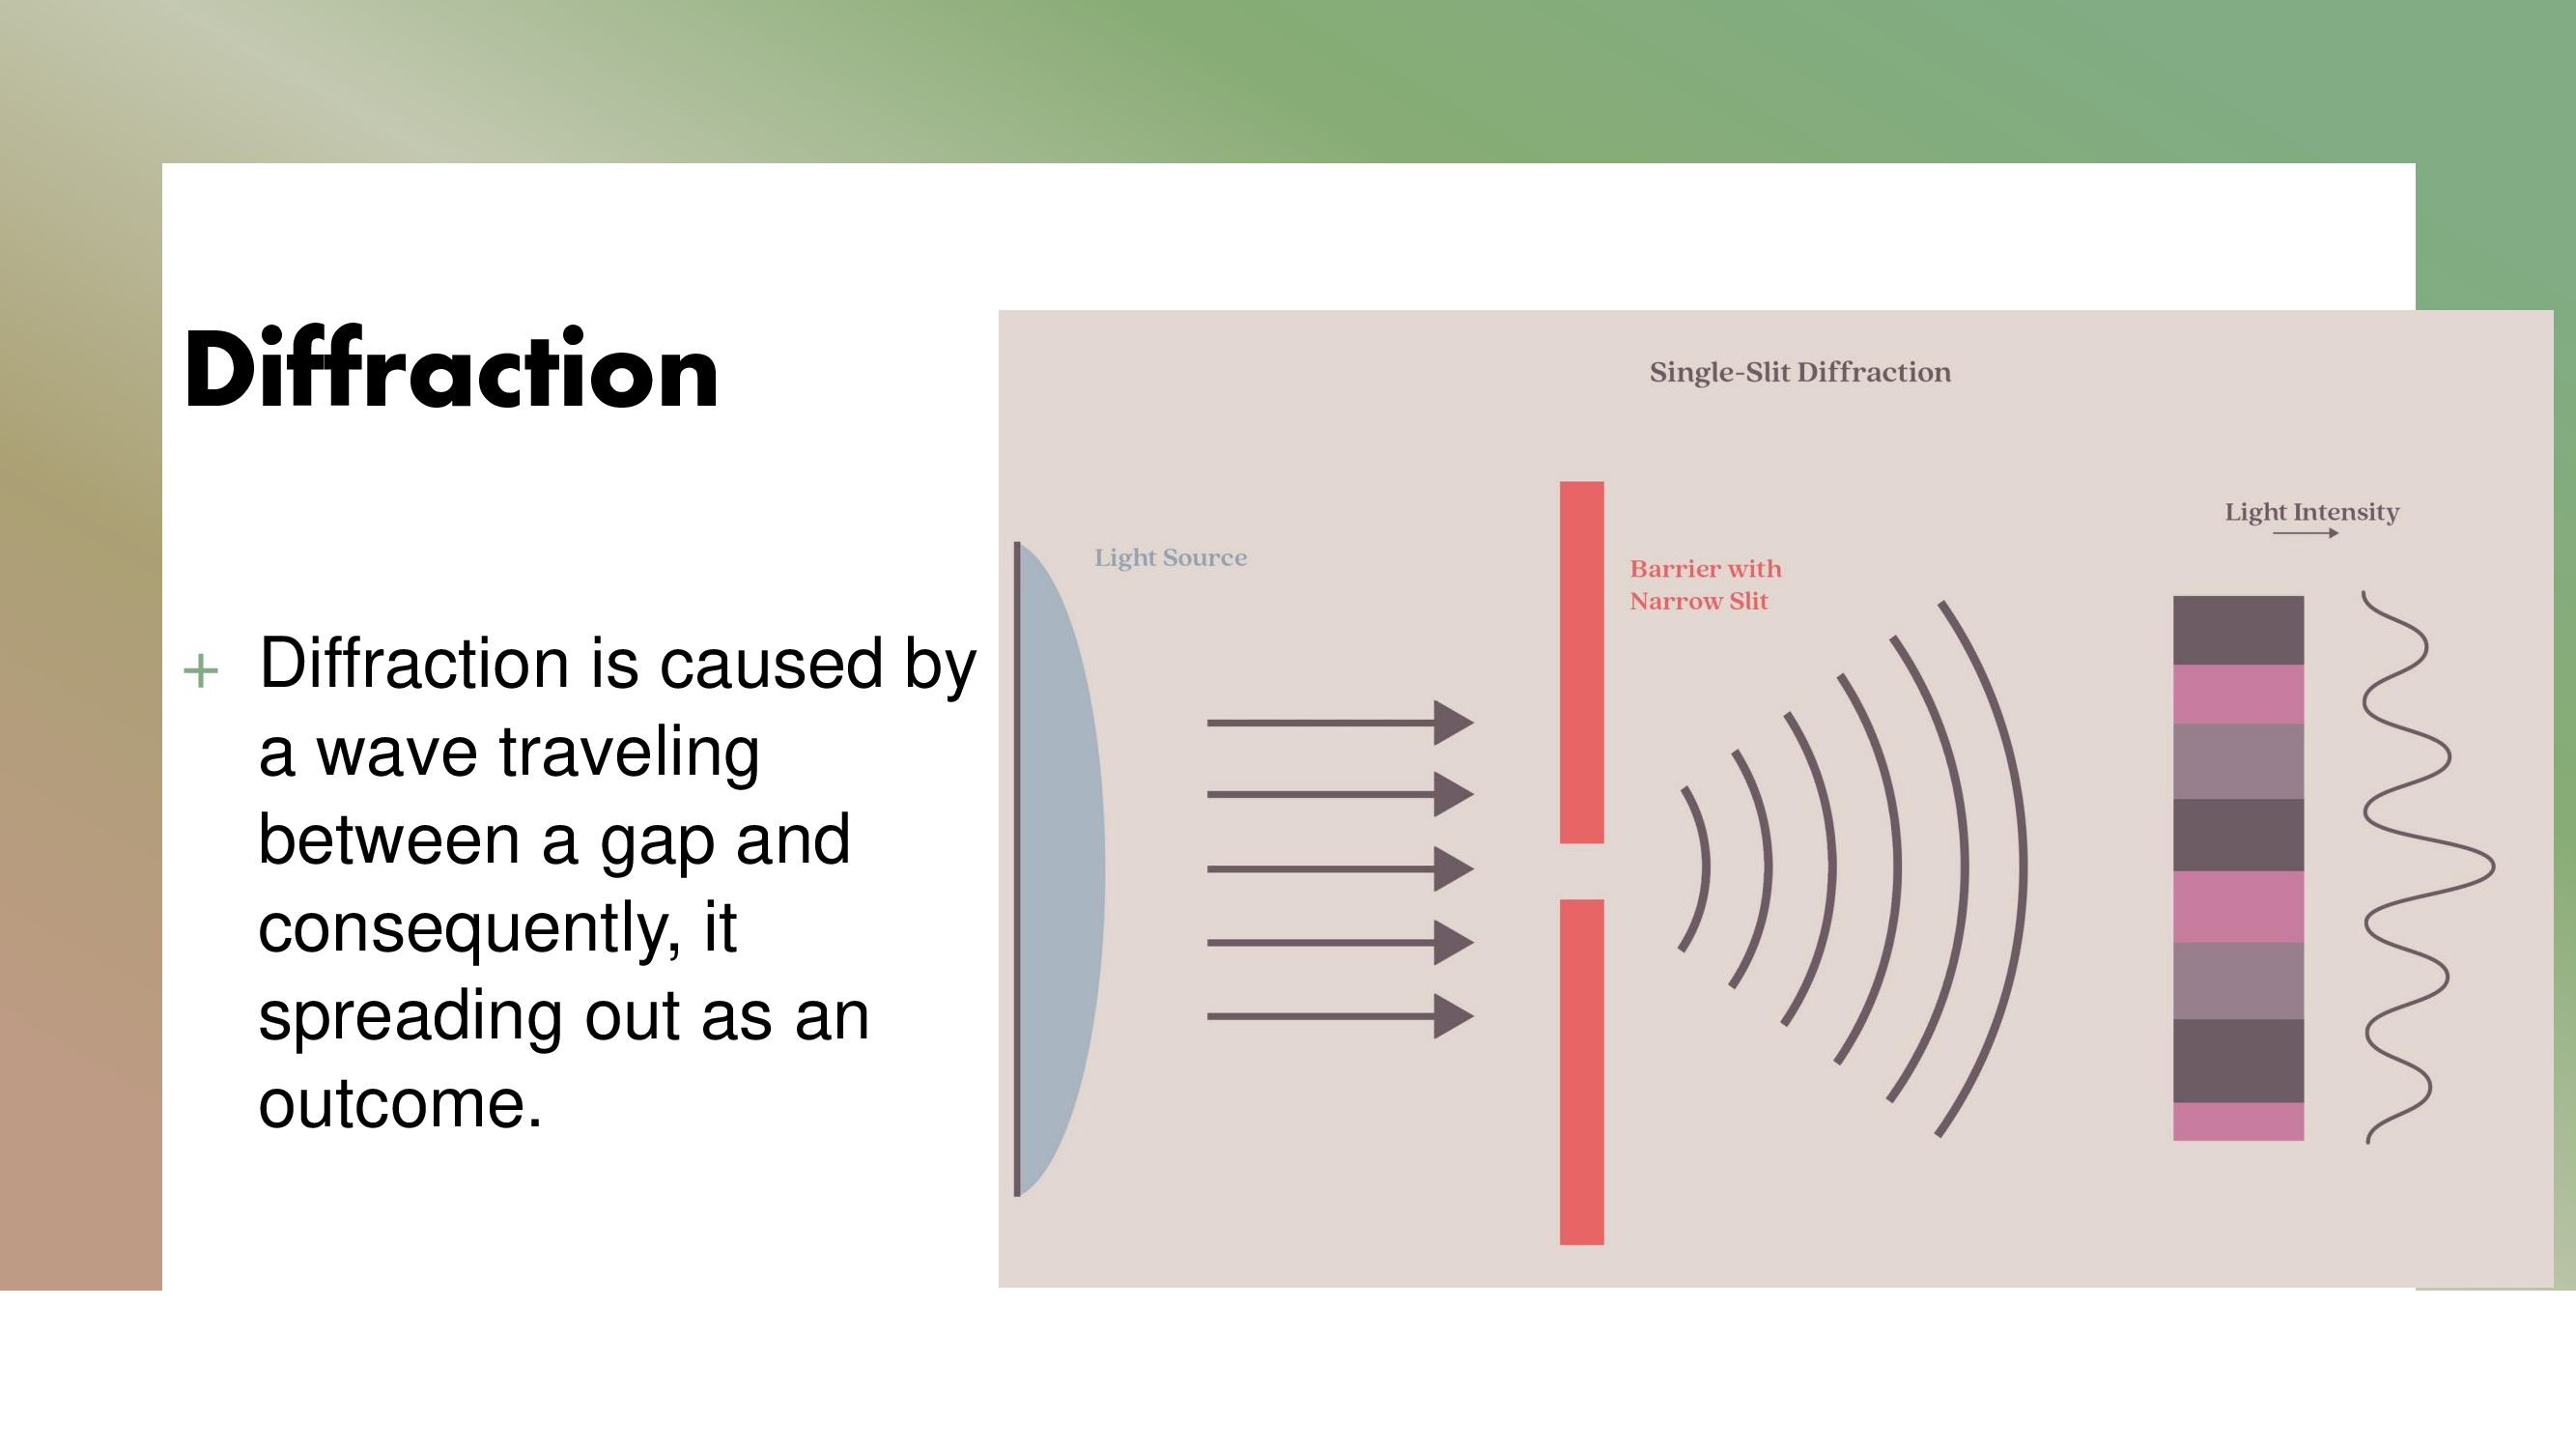 Diffraction
+ Diffraction is caused by
a wave traveling
between a gap and
consequently, it
spreading out as an
outcome.
Single-Slit Diffraction
Light Source
Barrier with
Narrow Slit
Light Intensity